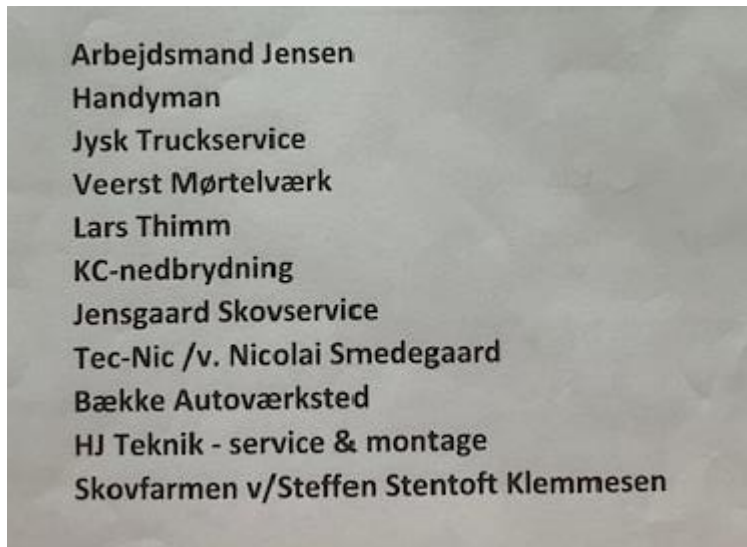 Arbejdsmand Jensen
Handyman
Jysk Truckservice
Veerst Mørtelværk
Lars Thimm
KC-nedbrydning
Jensgaard Skovservice
Tec-Nic /v. Nicolai Smedegaard
Bække Autoværksted
HJ Teknik - service & montage
Skovfarmen v/Steffen Stentoft Klemmesen